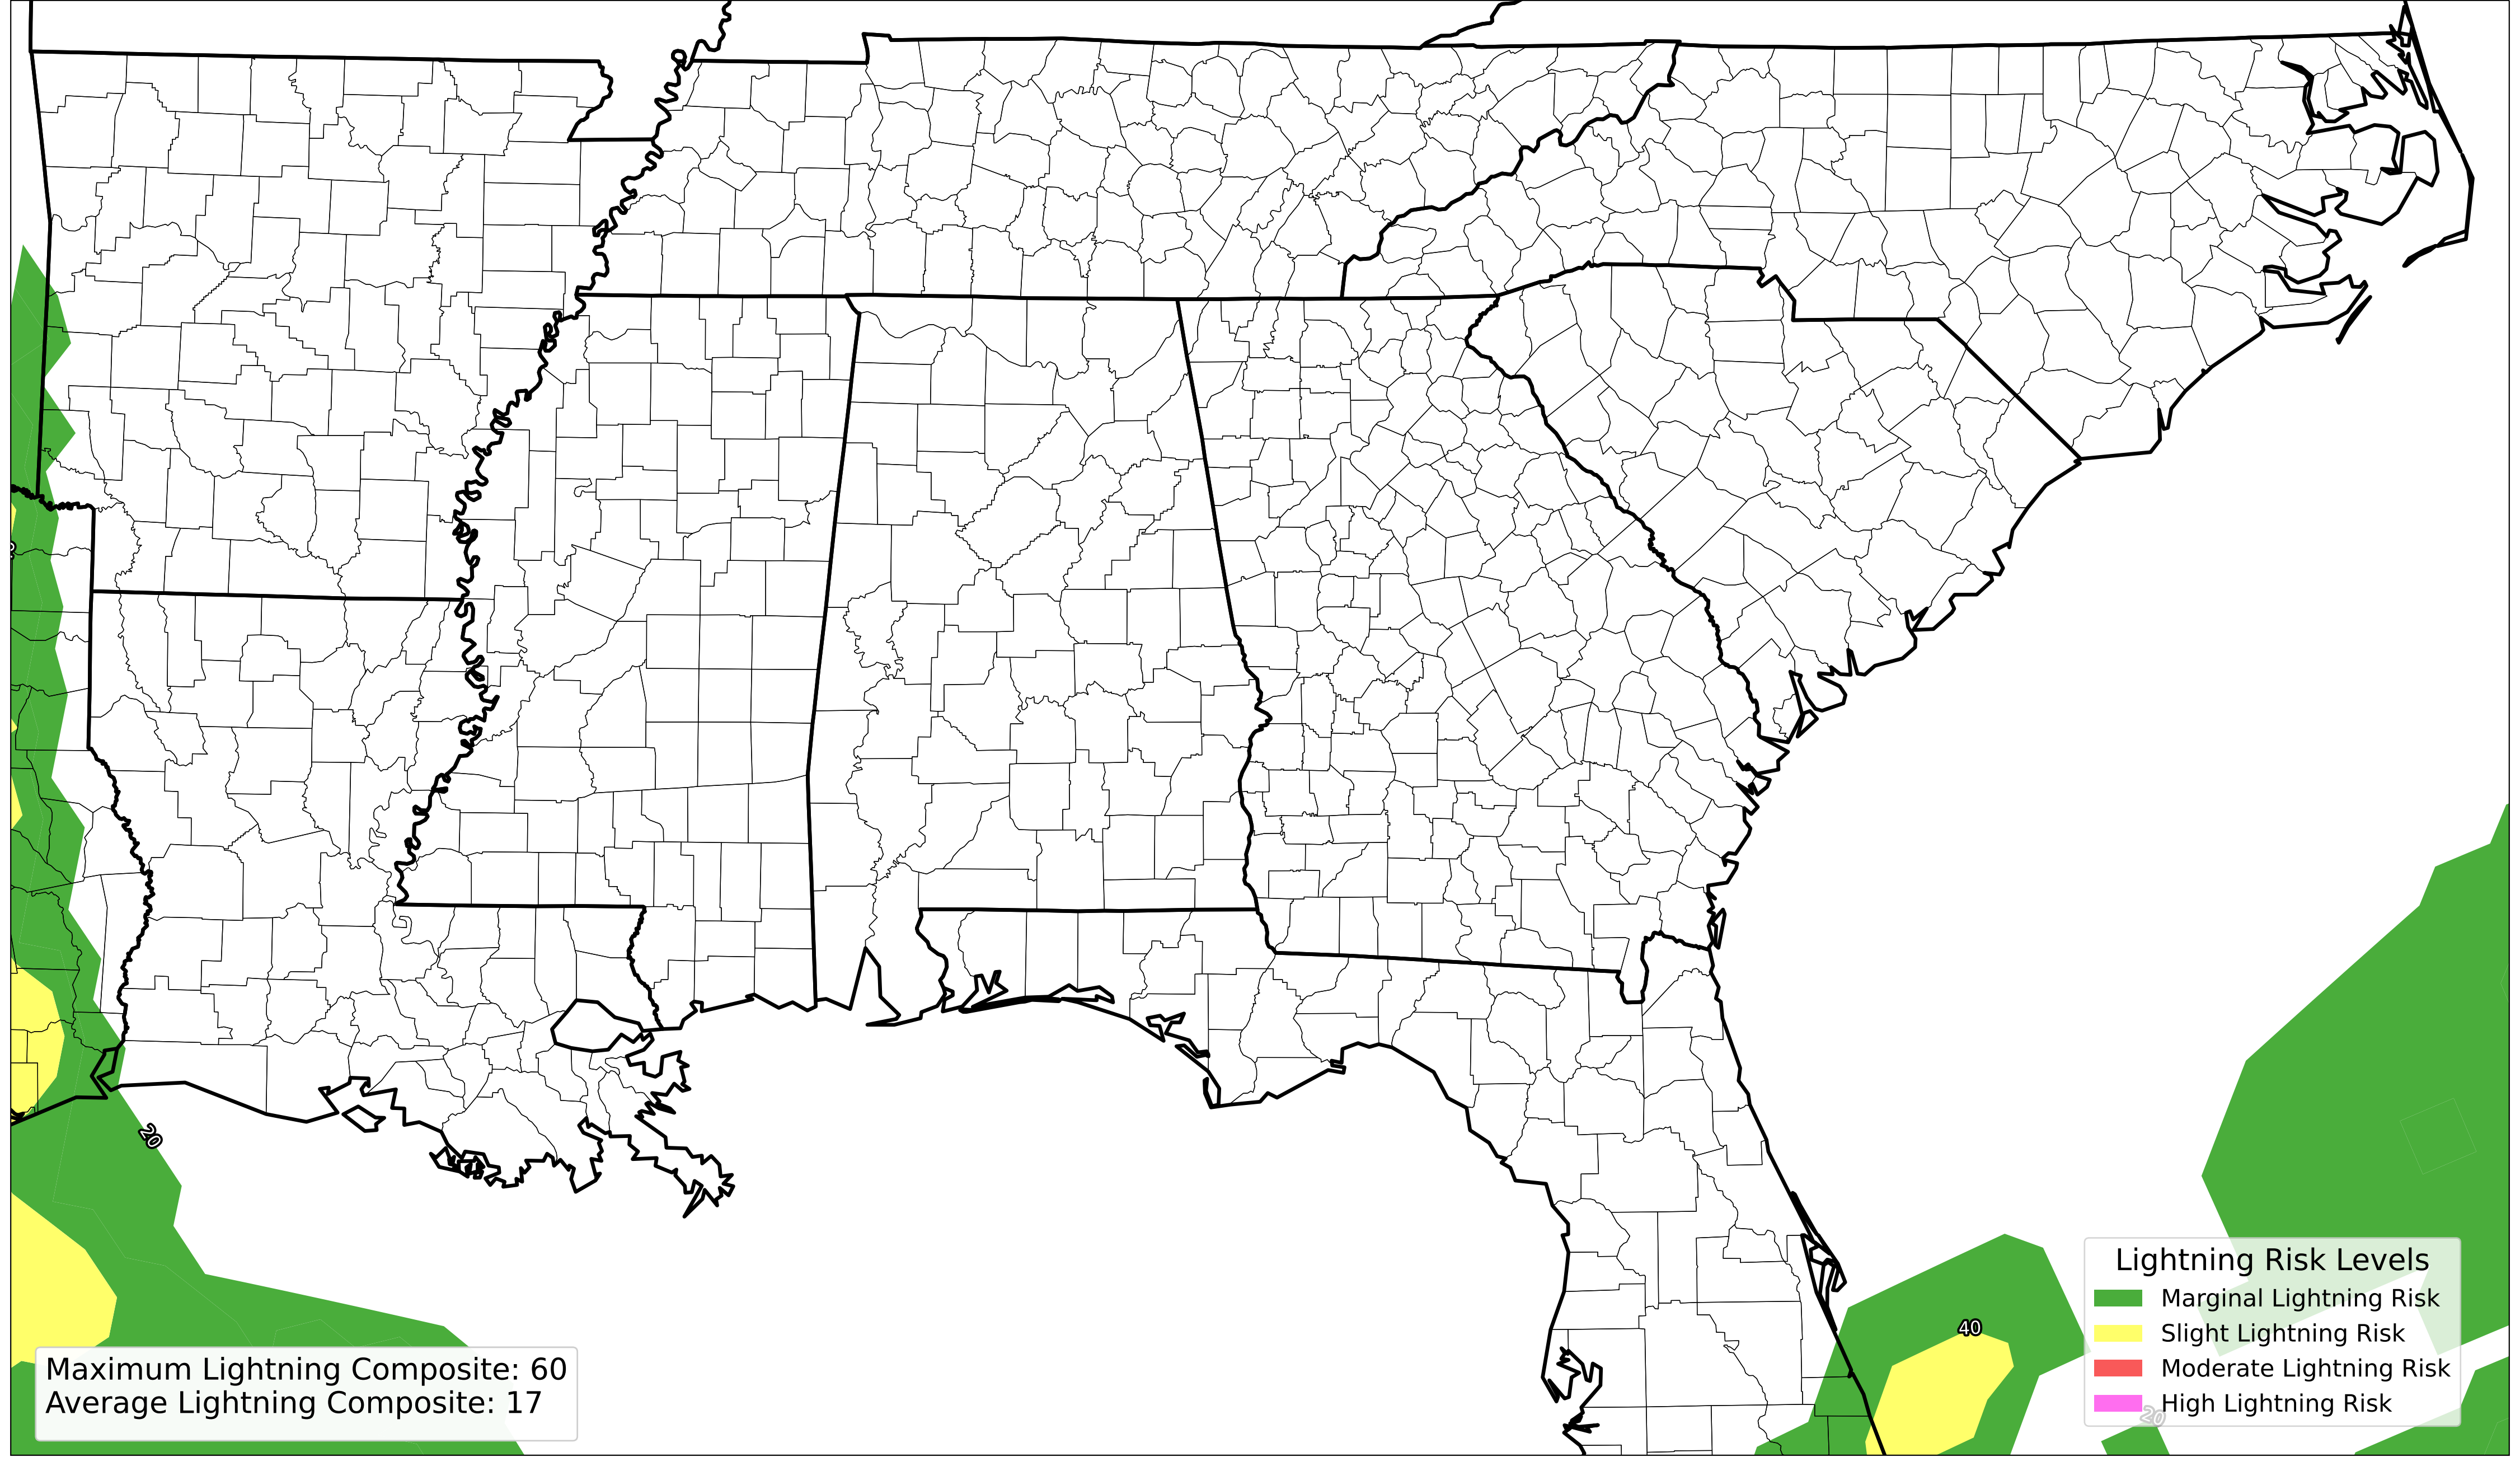 20
40
Lightning Risk Levels
Marginal Lightning Risk
Slight Lightning Risk
Moderate Lightning Risk
High Lightning Risk
20
Maximum Lightning Composite: 60
Average Lightning Composite: 17